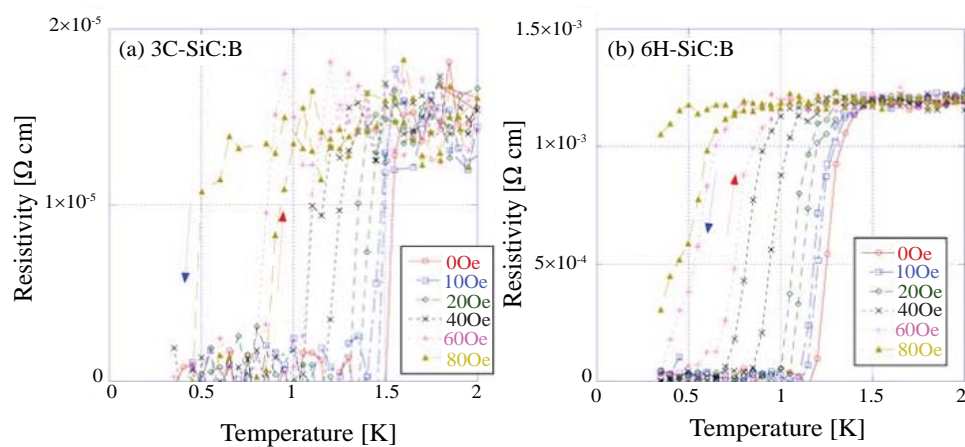 (a) 3C-SiC:B
Resistivity [Ω cm]
2×10⁻⁵
1×10⁻⁵
0
0Oe
10Oe
20Oe
40Oe
60Oe
80Oe
0 0.5 1 1.5 2
Temperature [K]
(b) 6H-SiC:B
Resistivity [Ω cm]
1.5×10⁻³
1×10⁻³
5×10⁻⁴
0
0Oe
10Oe
20Oe
40Oe
60Oe
80Oe
0 0.5 1 1.5 2
Temperature [K]